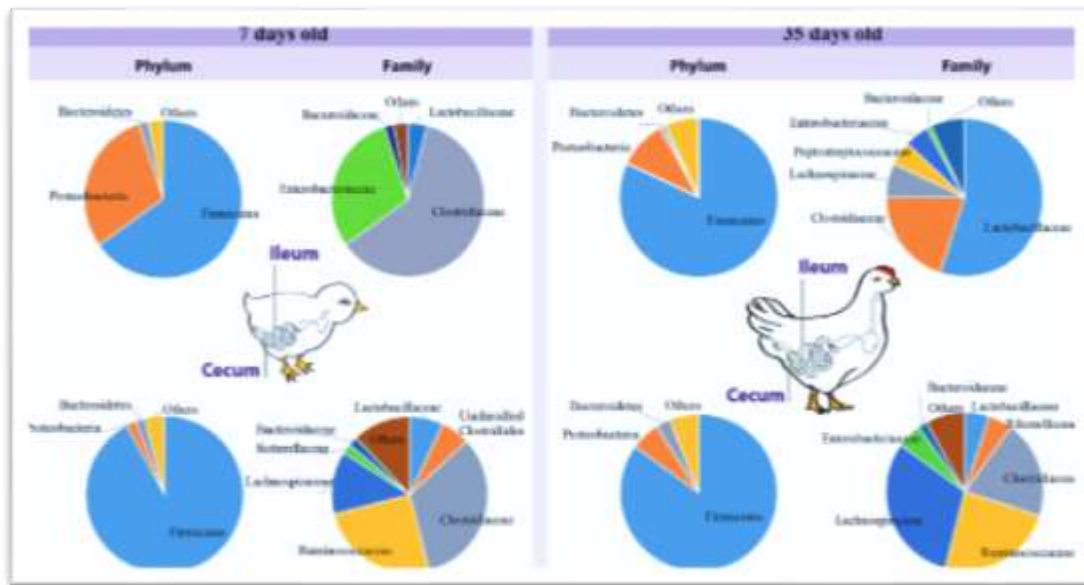 7 days old
35 days old
Phylum
Family
Phylum
Family
Bacteroidetes
Others
Proteobacteria
Firmicutes
Others
Bacteroidaceae
Lactobacillaceae
Enterobacteriaceae
Clostridiaceae
Bacteroidetes
Others
Proteobacteria
Firmicutes
Bacteroidaceae
Others
Enterobacteriaceae
Peptostreptococcaceae
Lachnospiraceae
Clostridiaceae
Lactobacillaceae
Ileum
Cecum
Ileum
Cecum
Bacteroidetes
Others
Proteobacteria
Firmicutes
Lactobacillaceae
Unclassified
Clostridiales
Others
Bacteroidaceae
Lachnospiraceae
Clostridiaceae
Ruminococcaceae
Bacteroidetes
Others
Proteobacteria
Firmicutes
Bacteroidaceae
Others
Lactobacillaceae
Enterobacteriaceae
Clostridiaceae
Lachnospiraceae
Ruminococcaceae